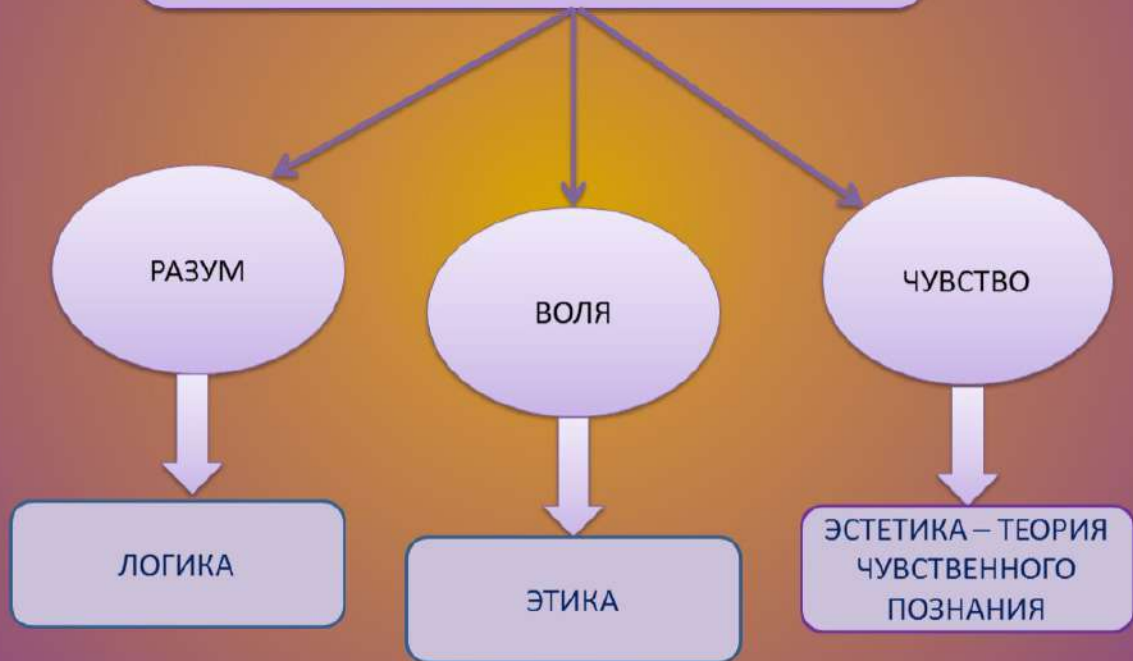 РАЗУМ
ВОЛЯ
ЧУВСТВО
ЛОГИКА
ЭТИКА
ЭСТЕТИКА – ТЕОРИЯ
ЧУВСТВЕННОГО
ПОЗНАНИЯ